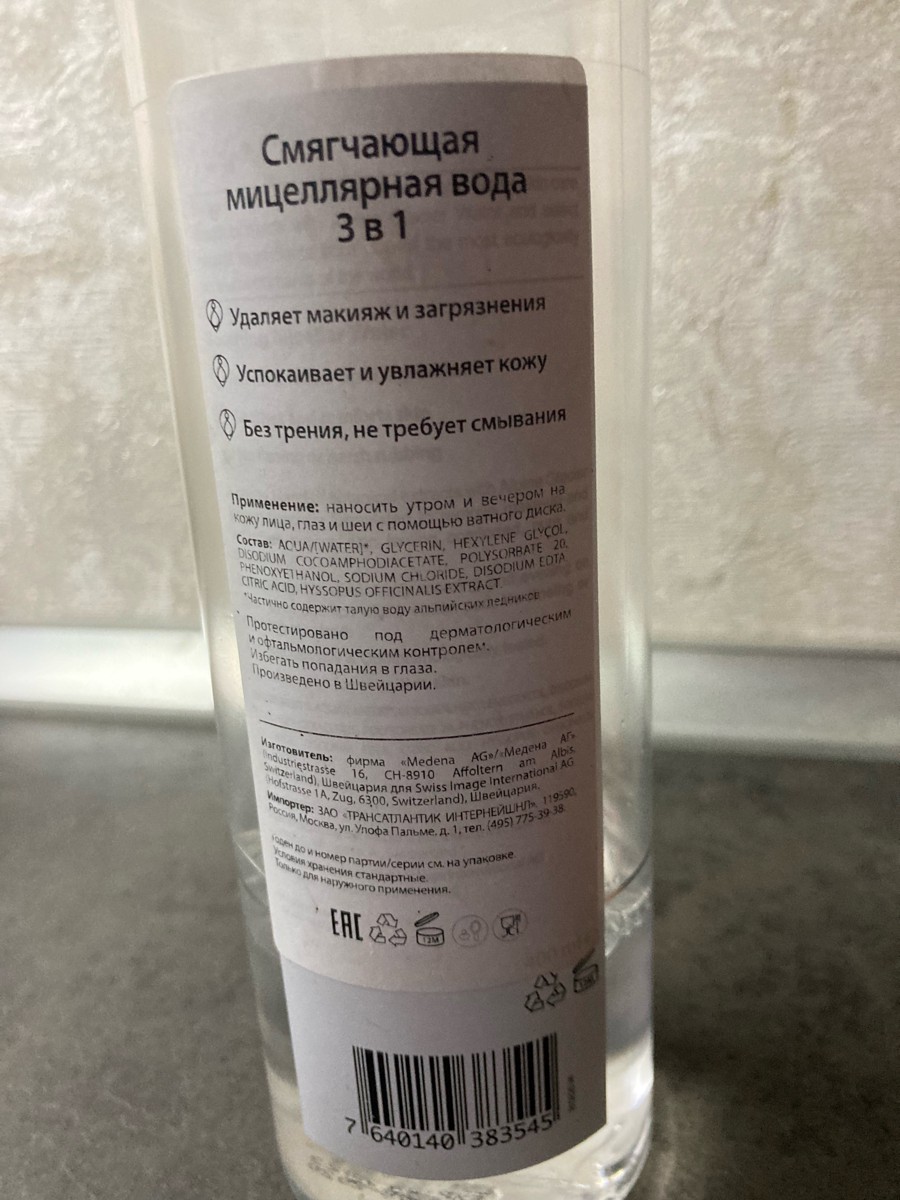 Смягчающая
мицеллярная вода
3 в 1
Удаляет макияж и загрязнения
Успокаивает и увлажняет кожу
Без трения, не требует смывания
Применение: наносить утром и вечером на
кожу лица, глаз и шеи с помощью ватного диска.
Состав: AQUA/[WATER]*, GLYCERIN, HEXYLENE GLYCOL,
DISODIUM COCOAMPHODIACETATE, POLYSORBATE 20,
PHENOXYETHANOL, SODIUM CHLORIDE, DISODIUM EDTA,
CITRIC ACID, HYSSOPUS OFFICINALIS EXTRACT.
*Частично содержит талую воду альпийских ледников
Протестировано под дерматологическим
и офтальмологическим контролем.
Избегать попадания в глаза.
Произведено в Швейцарии.
Изготовитель: фирма «Medena AG»/«Медена АГ»
(Industriestrasse 16, CH-8910 Affoltern am Albis,
Switzerland), Швейцария для Swiss Image International AG
(Hofstrasse 1A, Zug, 6300, Switzerland), Швейцария.
Импортер: ЗАО «ТРАНСАТЛАНТИК ИНТЕРНЕЙШНЛ», 119590,
Россия, Москва, ул. Улофа Пальме, д. 1, тел. (495) 775-39-38.
Годен до и номер партии/серии см. на упаковке.
Условия хранения стандартные.
Только для наружного применения.
EAC 12M
7 640140 383545